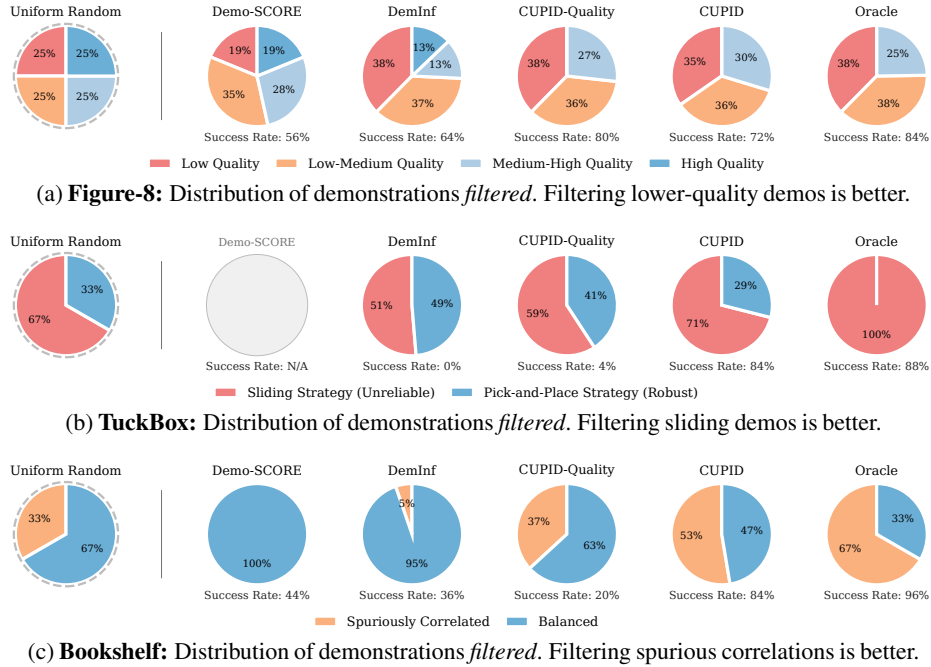 Uniform Random Demo-SCORE DemInf CUPID-Quality CUPID Oracle
25% 25% 25% 25%
19% 19% 28% 35%
38% 13% 13% 37%
38% 27% 36%
35% 30% 36%
38% 25% 38%
Success Rate: 56% Success Rate: 64% Success Rate: 80% Success Rate: 72% Success Rate: 84%
Low Quality Low-Medium Quality Medium-High Quality High Quality
(a) Figure-8: Distribution of demonstrations filtered. Filtering lower-quality demos is better.
Uniform Random Demo-SCORE DemInf CUPID-Quality CUPID Oracle
67% 33%
51% 49%
59% 41%
71% 29%
100%
Success Rate: N/A Success Rate: 0% Success Rate: 4% Success Rate: 84% Success Rate: 88%
Sliding Strategy (Unreliable) Pick-and-Place Strategy (Robust)
(b) TuckBox: Distribution of demonstrations filtered. Filtering sliding demos is better.
Uniform Random Demo-SCORE DemInf CUPID-Quality CUPID Oracle
33% 67%
100%
5% 95%
37% 63%
53% 47%
67% 33%
Success Rate: 44% Success Rate: 36% Success Rate: 20% Success Rate: 84% Success Rate: 96%
Spuriously Correlated Balanced
(c) Bookshelf: Distribution of demonstrations filtered. Filtering spurious correlations is better.